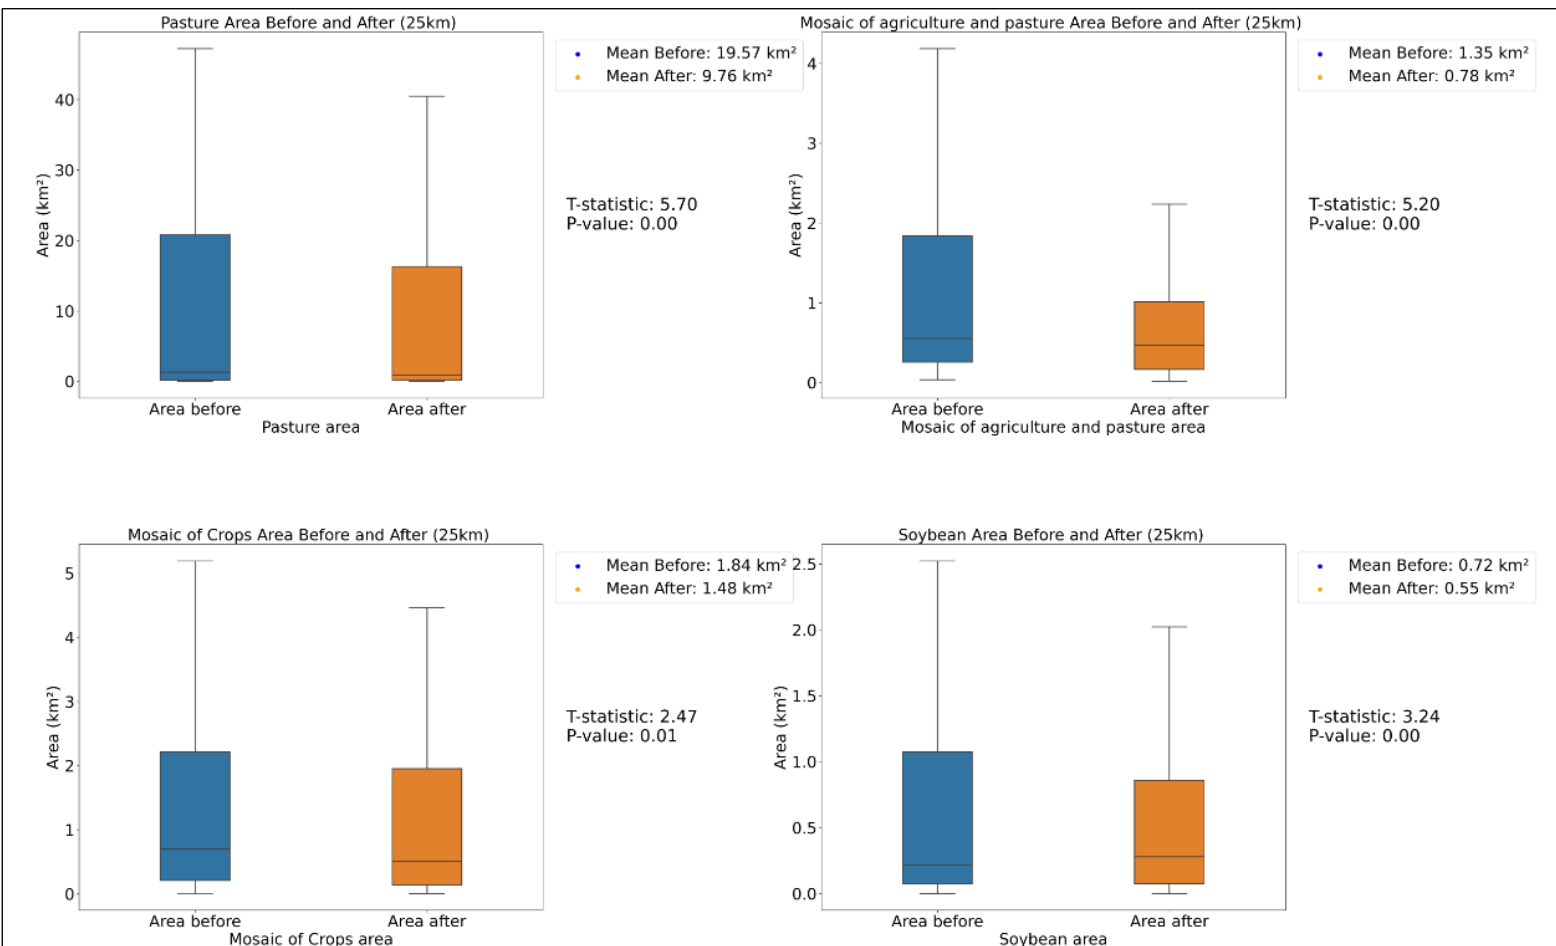 Pasture Area Before and After (25km)
Mean Before: 19.57 km²
Mean After: 9.76 km²
Area (km²)
40
30
20
10
0
T-statistic: 5.70
P-value: 0.00
Area before
Area after
Pasture area
Mosaic of agriculture and pasture Area Before and After (25km)
Mean Before: 1.35 km²
Mean After: 0.78 km²
Area (km²)
4
3
2
1
0
T-statistic: 5.20
P-value: 0.00
Area before
Area after
Mosaic of agriculture and pasture area
Mosaic of Crops Area Before and After (25km)
Mean Before: 1.84 km²
Mean After: 1.48 km²
Area (km²)
5
4
3
2
1
0
T-statistic: 2.47
P-value: 0.01
Area before
Area after
Mosaic of Crops area
Soybean Area Before and After (25km)
Mean Before: 0.72 km²
Mean After: 0.55 km²
Area (km²)
2.5
2.0
1.5
1.0
0.5
0.0
T-statistic: 3.24
P-value: 0.00
Area before
Area after
Soybean area